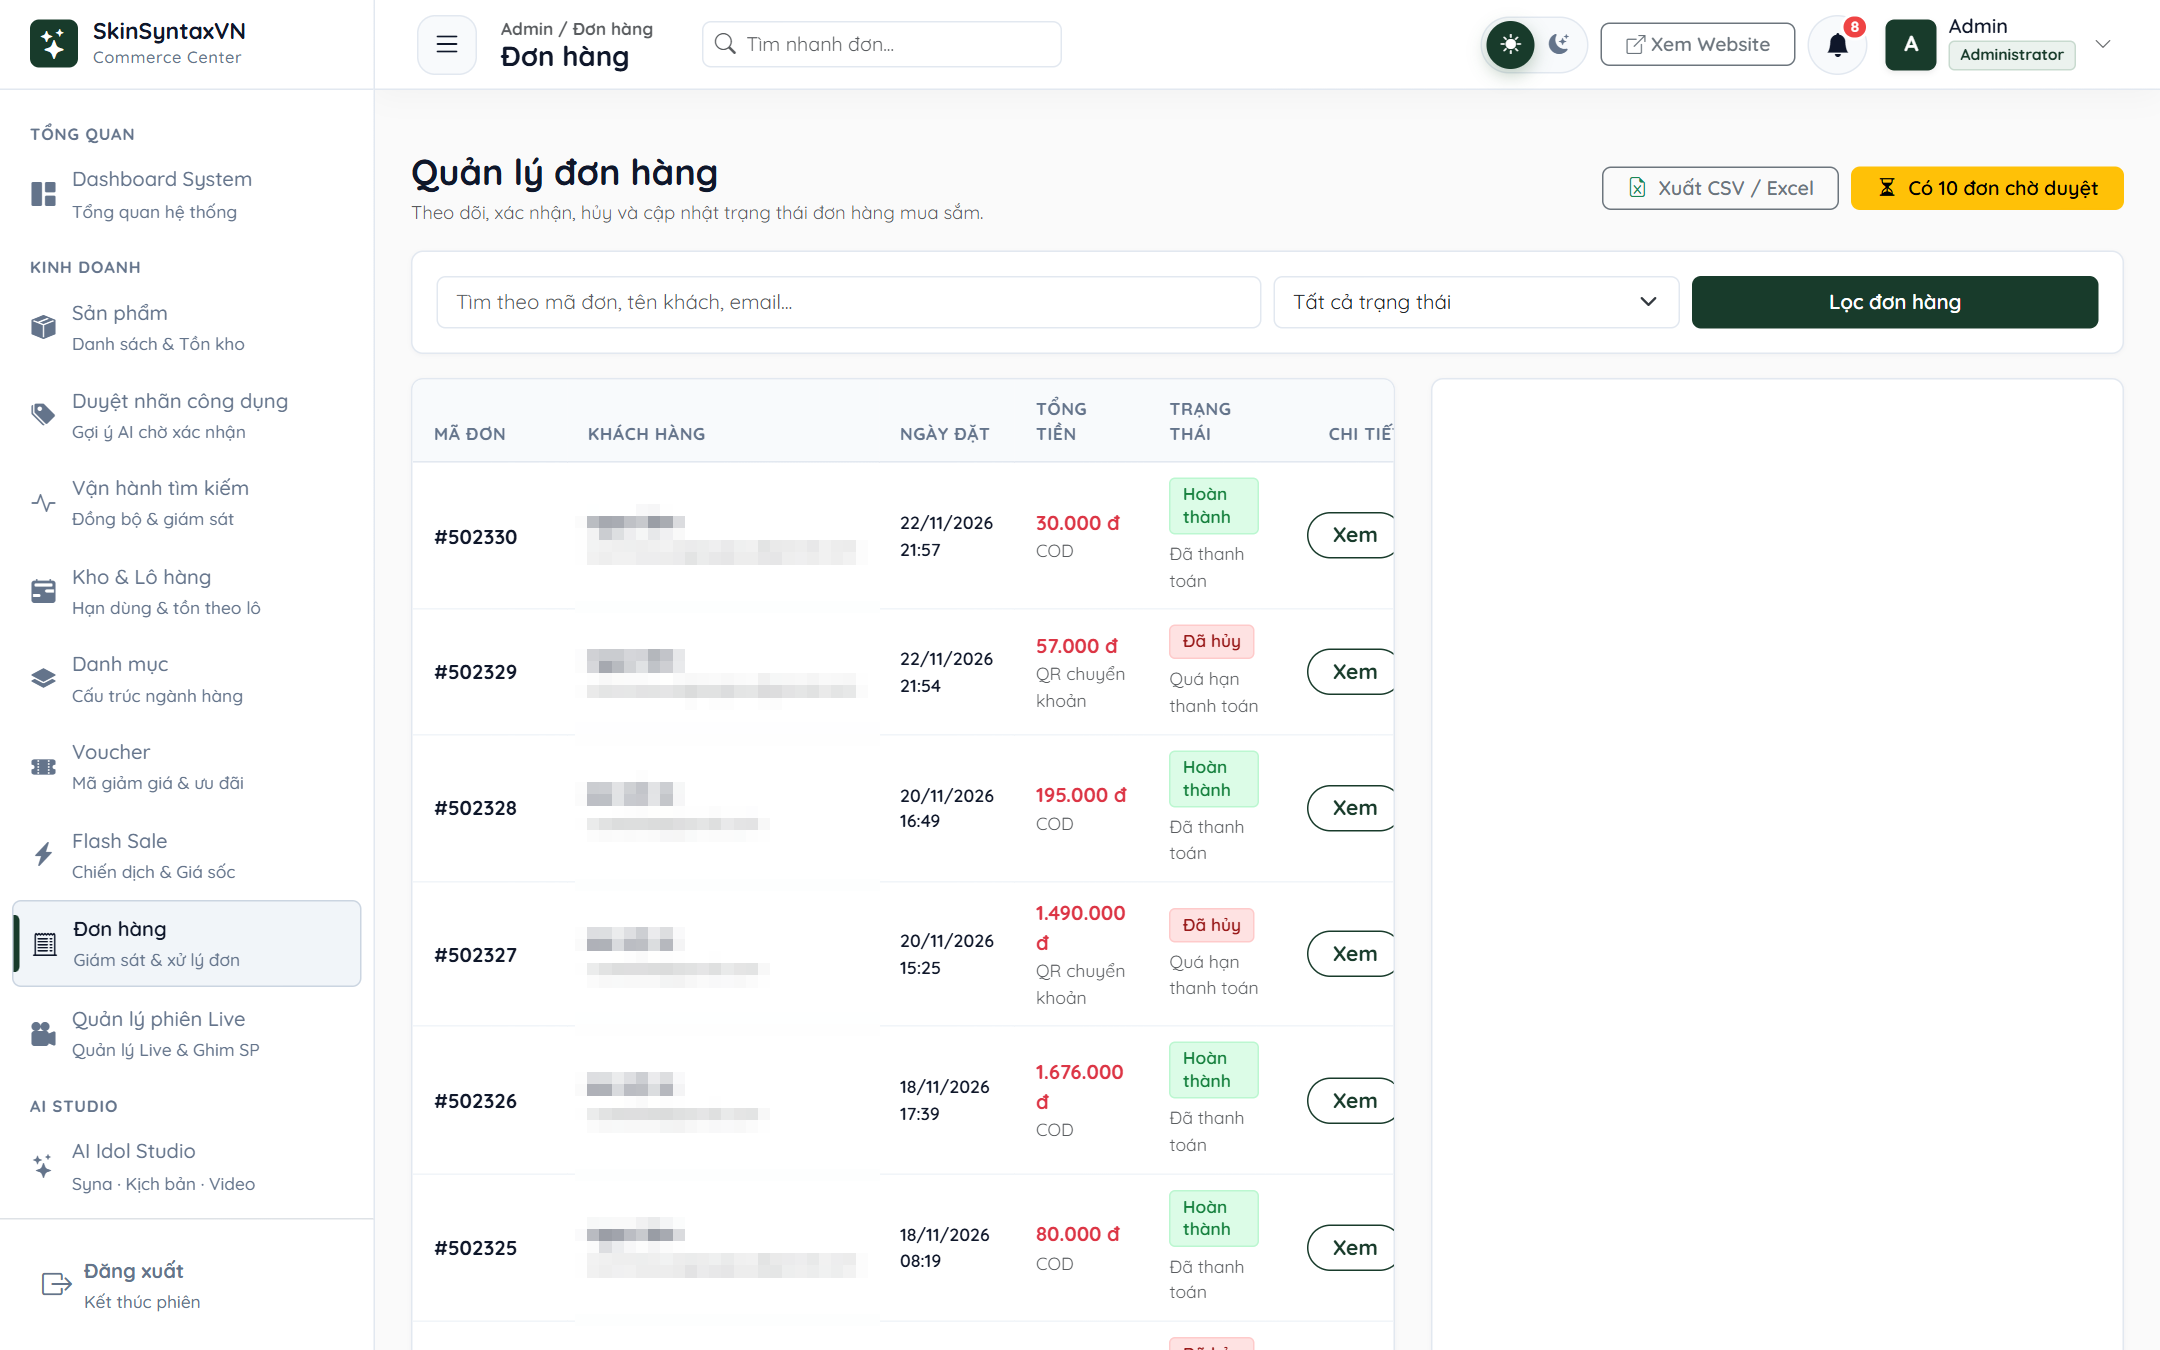 SkinSyntaxVN
Commerce Center
Admin / Đơn hàng
Đơn hàng
Tìm nhanh đơn...
Xem Website
8
A
Admin
Administrator
TỔNG QUAN
Dashboard System
Tổng quan hệ thống
KINH DOANH
Sản phẩm
Danh sách & Tồn kho
Duyệt nhãn công dụng
Gợi ý AI chờ xác nhận
Vận hành tìm kiếm
Đồng bộ & giám sát
Kho & Lô hàng
Hạn dùng & tồn theo lô
Danh mục
Cấu trúc ngành hàng
Voucher
Mã giảm giá & ưu đãi
Flash Sale
Chiến dịch & Giá sốc
Đơn hàng
Giám sát & xử lý đơn
Quản lý phiên Live
Quản lý Live & Ghim SP
AI STUDIO
AI Idol Studio
Syna · Kịch bản · Video
Đăng xuất
Kết thúc phiên
Quản lý đơn hàng
Theo dõi, xác nhận, hủy và cập nhật trạng thái đơn hàng mua sắm.
Xuất CSV / Excel
Có 10 đơn chờ duyệt
Tìm theo mã đơn, tên khách, email...
Tất cả trạng thái
Lọc đơn hàng
MÃ ĐƠN
KHÁCH HÀNG
NGÀY ĐẶT
TỔNG
TIỀN
TRẠNG
THÁI
CHI TIẾT
#502330
22/11/2026
21:57
30.000 đ
COD
Hoàn
thành
Đã thanh
toán
Xem
#502329
22/11/2026
21:54
57.000 đ
QR chuyển
khoản
Đã hủy
Quá hạn
thanh toán
Xem
#502328
20/11/2026
16:49
195.000 đ
COD
Hoàn
thành
Đã thanh
toán
Xem
#502327
20/11/2026
15:25
1.490.000
đ
QR chuyển
khoản
Đã hủy
Quá hạn
thanh toán
Xem
#502326
18/11/2026
17:39
1.676.000
đ
COD
Hoàn
thành
Đã thanh
toán
Xem
#502325
18/11/2026
08:19
80.000 đ
COD
Hoàn
thành
Đã thanh
toán
Xem